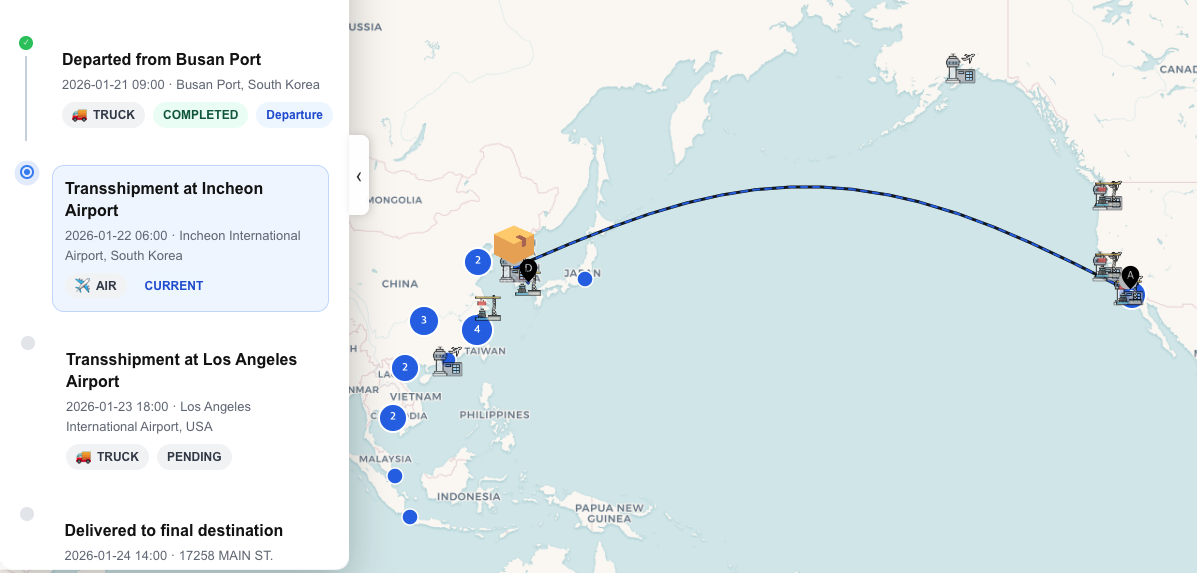 Departed from Busan Port
2026-01-21 09:00 · Busan Port, South Korea
TRUCK
COMPLETED
Departure
Transshipment at Incheon
Airport
2026-01-22 06:00 · Incheon International
Airport, South Korea
AIR
CURRENT
Transshipment at Los Angeles
Airport
2026-01-23 18:00 · Los Angeles
International Airport, USA
TRUCK
PENDING
Delivered to final destination
2026-01-24 14:00 · 17258 MAIN ST.
USSIA
CANAD
MONGOLIA
2
D
JAPAN
A
CHINA
3
4
TAIWAN
2
LA
NMAR
VIETNAM
2
PHILIPPINES
MALAYSIA
INDONESIA
PAPUA NEW
GUINEA